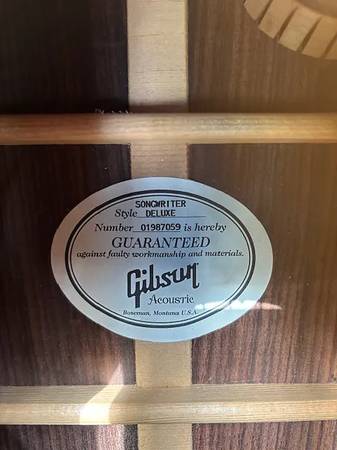 SONGWRITER
Style DELUXE
Number 01987059 is hereby
GUARANTEED
against faulty workmanship and materials.
Gibson
Acoustic
Bozeman, Montana U.S.A.